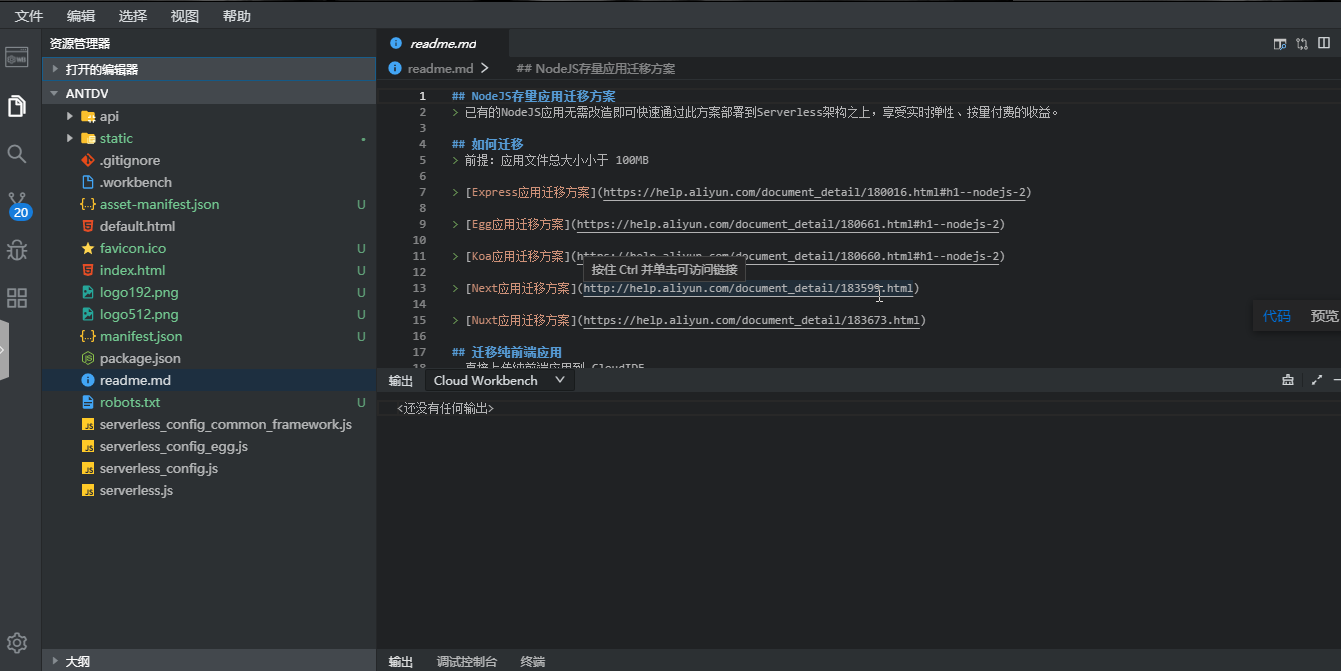 文件 编辑 选择 视图 帮助
资源管理器
打开的编辑器
ANTDV
api
static
.gitignore
.workbench
asset-manifest.json U
default.html
favicon.ico U
index.html U
logo192.png U
logo512.png U
manifest.json U
package.json
readme.md
robots.txt U
serverless_config_common_framework.js
serverless_config_egg.js
serverless_config.js
serverless.js
大纲
20
readme.md
readme.md ## NodeJS存量应用迁移方案
1 ## NodeJS存量应用迁移方案
2 > 已有的NodeJS应用无需改造即可快速通过此方案部署到Serverless架构之上，享受实时弹性、按量付费的收益。
3
4 ## 如何迁移
5 > 前提：应用文件总大小小于 100MB
6
7 > [Express应用迁移方案](https://help.aliyun.com/document_detail/180016.html#h1--nodejs-2)
8
9 > [Egg应用迁移方案](https://help.aliyun.com/document_detail/180661.html#h1--nodejs-2)
10
11 > [Koa应用迁移方案](https://help.aliyun.com/document_detail/180660.html#h1--nodejs-2)
12
按住 Ctrl 并单击可访问链接
13 > [Next应用迁移方案](http://help.aliyun.com/document_detail/183599.html)
14
15 > [Nuxt应用迁移方案](https://help.aliyun.com/document_detail/183673.html)
16
17 ## 迁移纯前端应用
18 直接上传纯前端应用到 CloudIDE
代码 预览
输出 Cloud Workbench
<还没有任何输出>
输出 调试控制台 终端